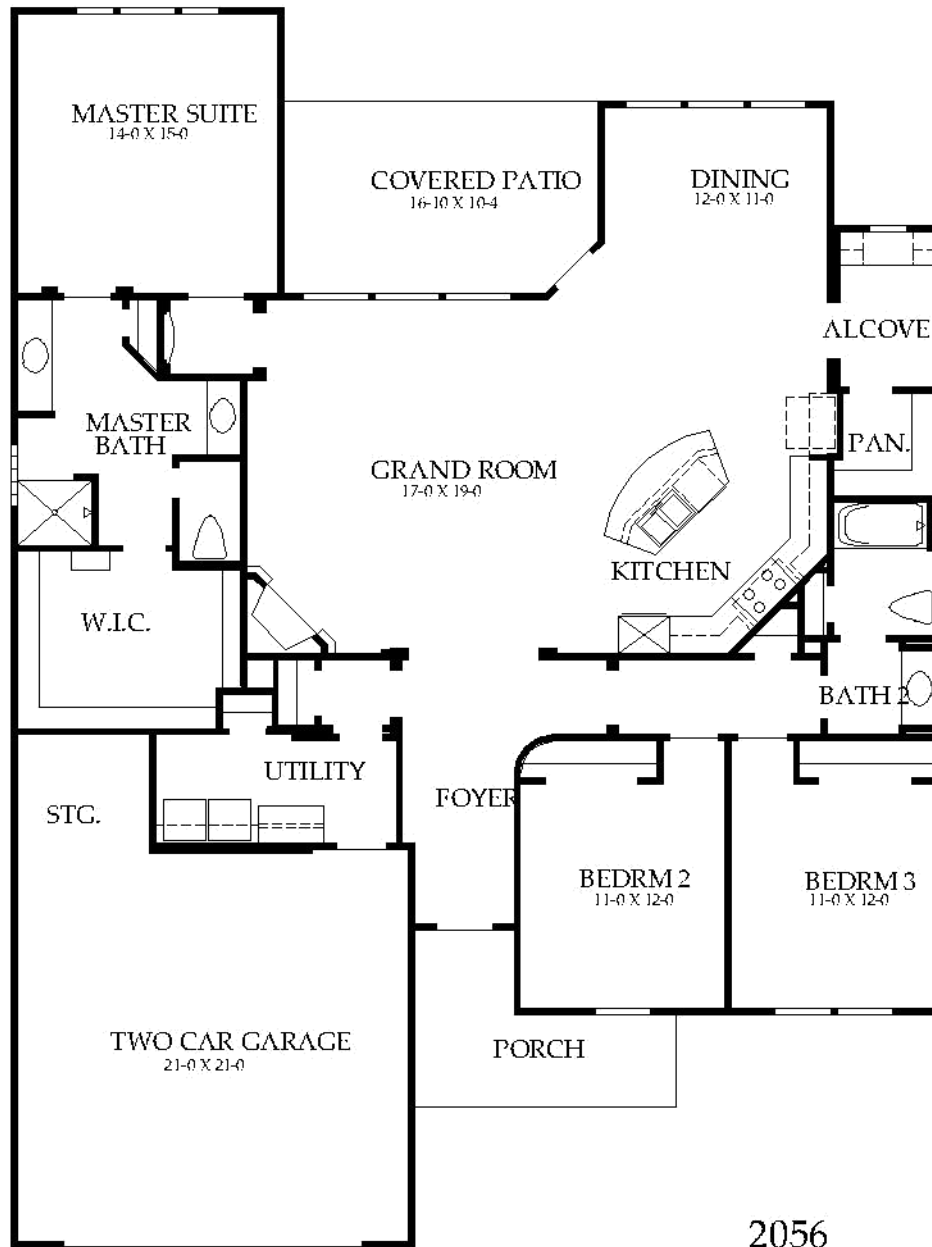 MASTER SUITE
14-0 X 15-0
COVERED PATIO
16-10 X 10-4
DINING
12-0 X 11-0
ALCOVE
MASTER
BATH
PAN.
GRAND ROOM
17-0 X 19-0
KITCHEN
W.I.C.
BATH 2
UTILITY
FOYER
STG.
BEDRM 2
11-0 X 12-0
BEDRM 3
11-0 X 12-0
TWO CAR GARAGE
21-0 X 21-0
PORCH
2056